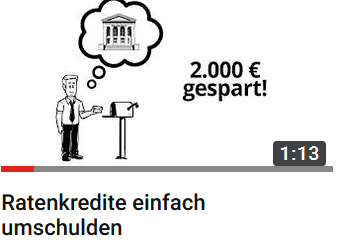 2.000 €
gespart!
1:13
Ratenkredite einfach
umschulden